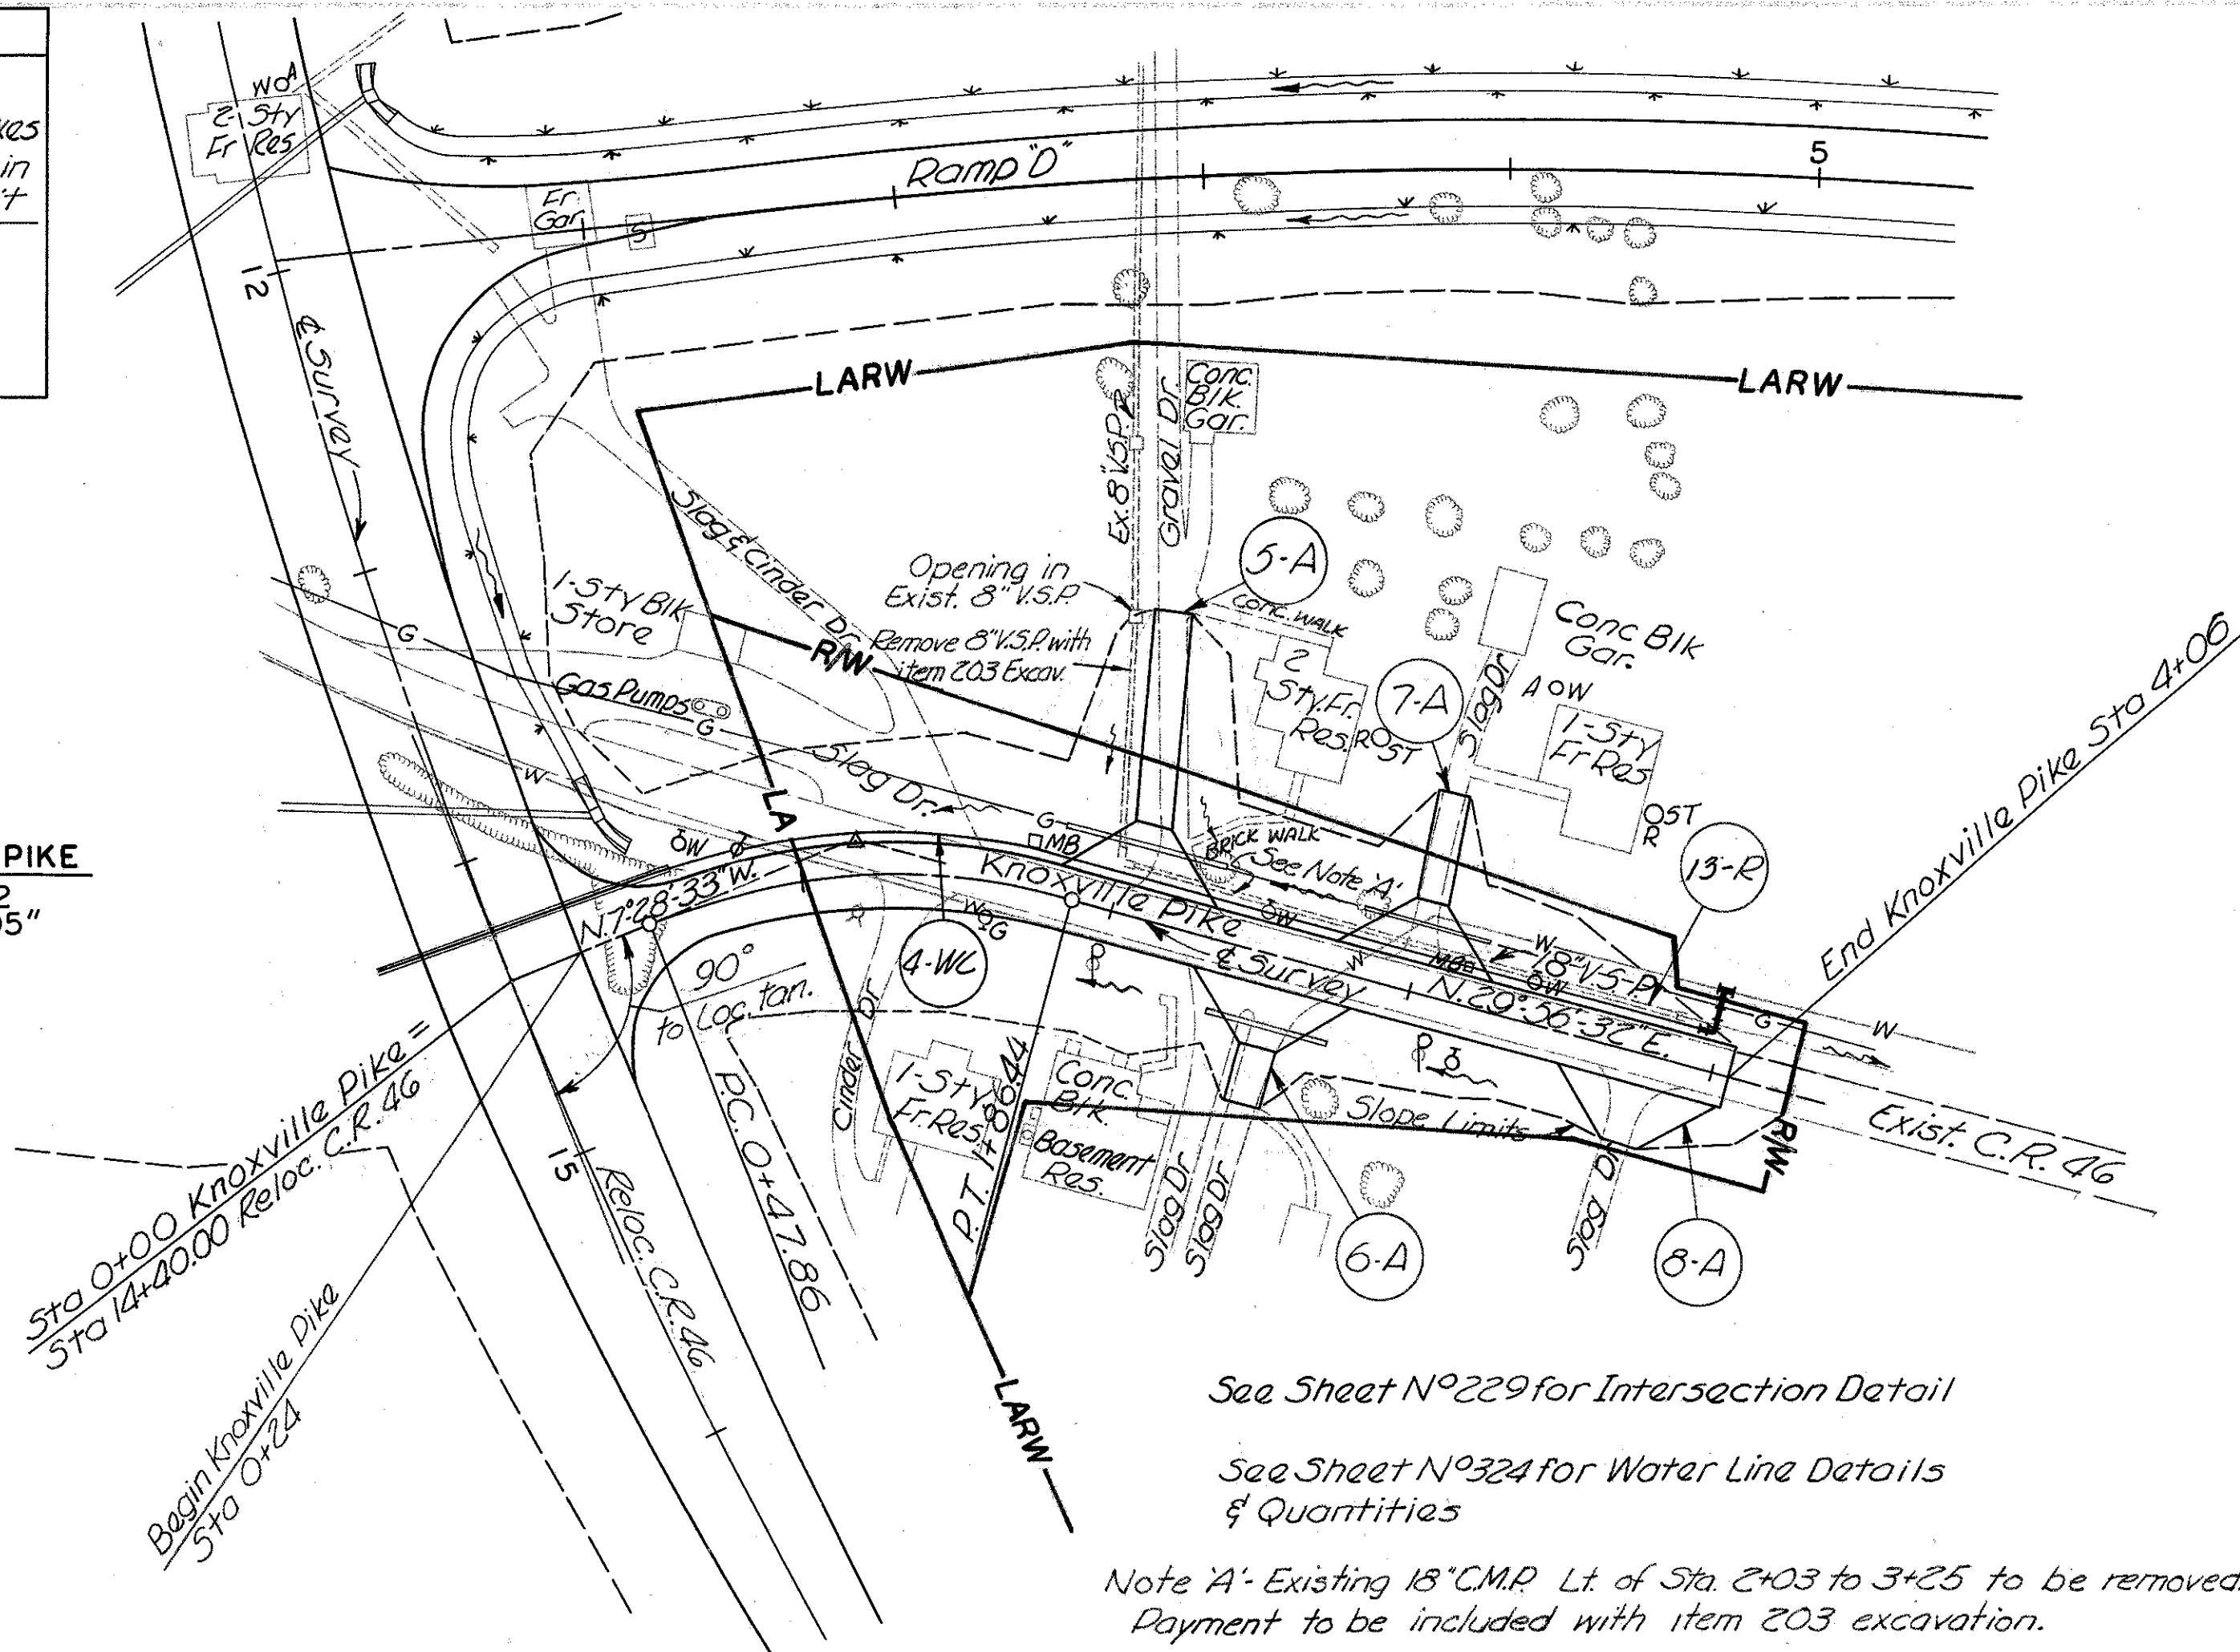 W A
2-Sty
Fr Res
in
Fr.
Gar.
S
Ramp "D"
5
12
℄ Survey
LARW
LARW
Conc.
Blk.
Gar.
Ex. 8" V.S.P.
Gravel Dr.
Slag & Cinder Dr.
Opening in
Exist. 8" V.S.P.
5-A
Conc. WALK
1-Sty Blk
Store
R/W
Remove 8" V.S.P. with
item 203 Excav.
2
Sty. Fr.
Res.
ROST
7-A
Slag Dr
Conc Blk
Gar.
A OW
1-Sty
Fr Res
OST
R
End Knoxville Pike Sta 4+06
G
Gas Pumps
G
W
Slag Dr.
LA
PIKE
2
W
G
MB
BRICK WALK
See Note 'A'
13-R
Knoxville Pike
W
W
18" V.S.P.
MB
W
G
W
N.7°-28'-33"W.
4-WC
W G
℄ Survey
W
N. 29°-56'-32" E.
90°
to Loc. tan.
Cinder Dr
P.C. 0+47.86
1-Sty
Fr. Res.
P.T. 1+86.44
Conc.
Blk.
Basement
Res.
P
P
Slope Limits
R/W
Exist. C.R. 46
Slag Dr
Slag Dr
6-A
Slag Dr
8-A
Sta 0+00 Knoxville Pike =
Sta 14+40.00 Reloc. C.R. 46
15
Reloc. C.R. 46
Begin Knoxville Pike
Sta 0+24
LARW
See Sheet Nº 229 for Intersection Detail
See Sheet Nº 324 for Water Line Details
& Quantities
Note 'A'- Existing 18" C.M.P. Lt. of Sta. 2+03 to 3+25 to be removed.
Payment to be included with item 203 excavation.